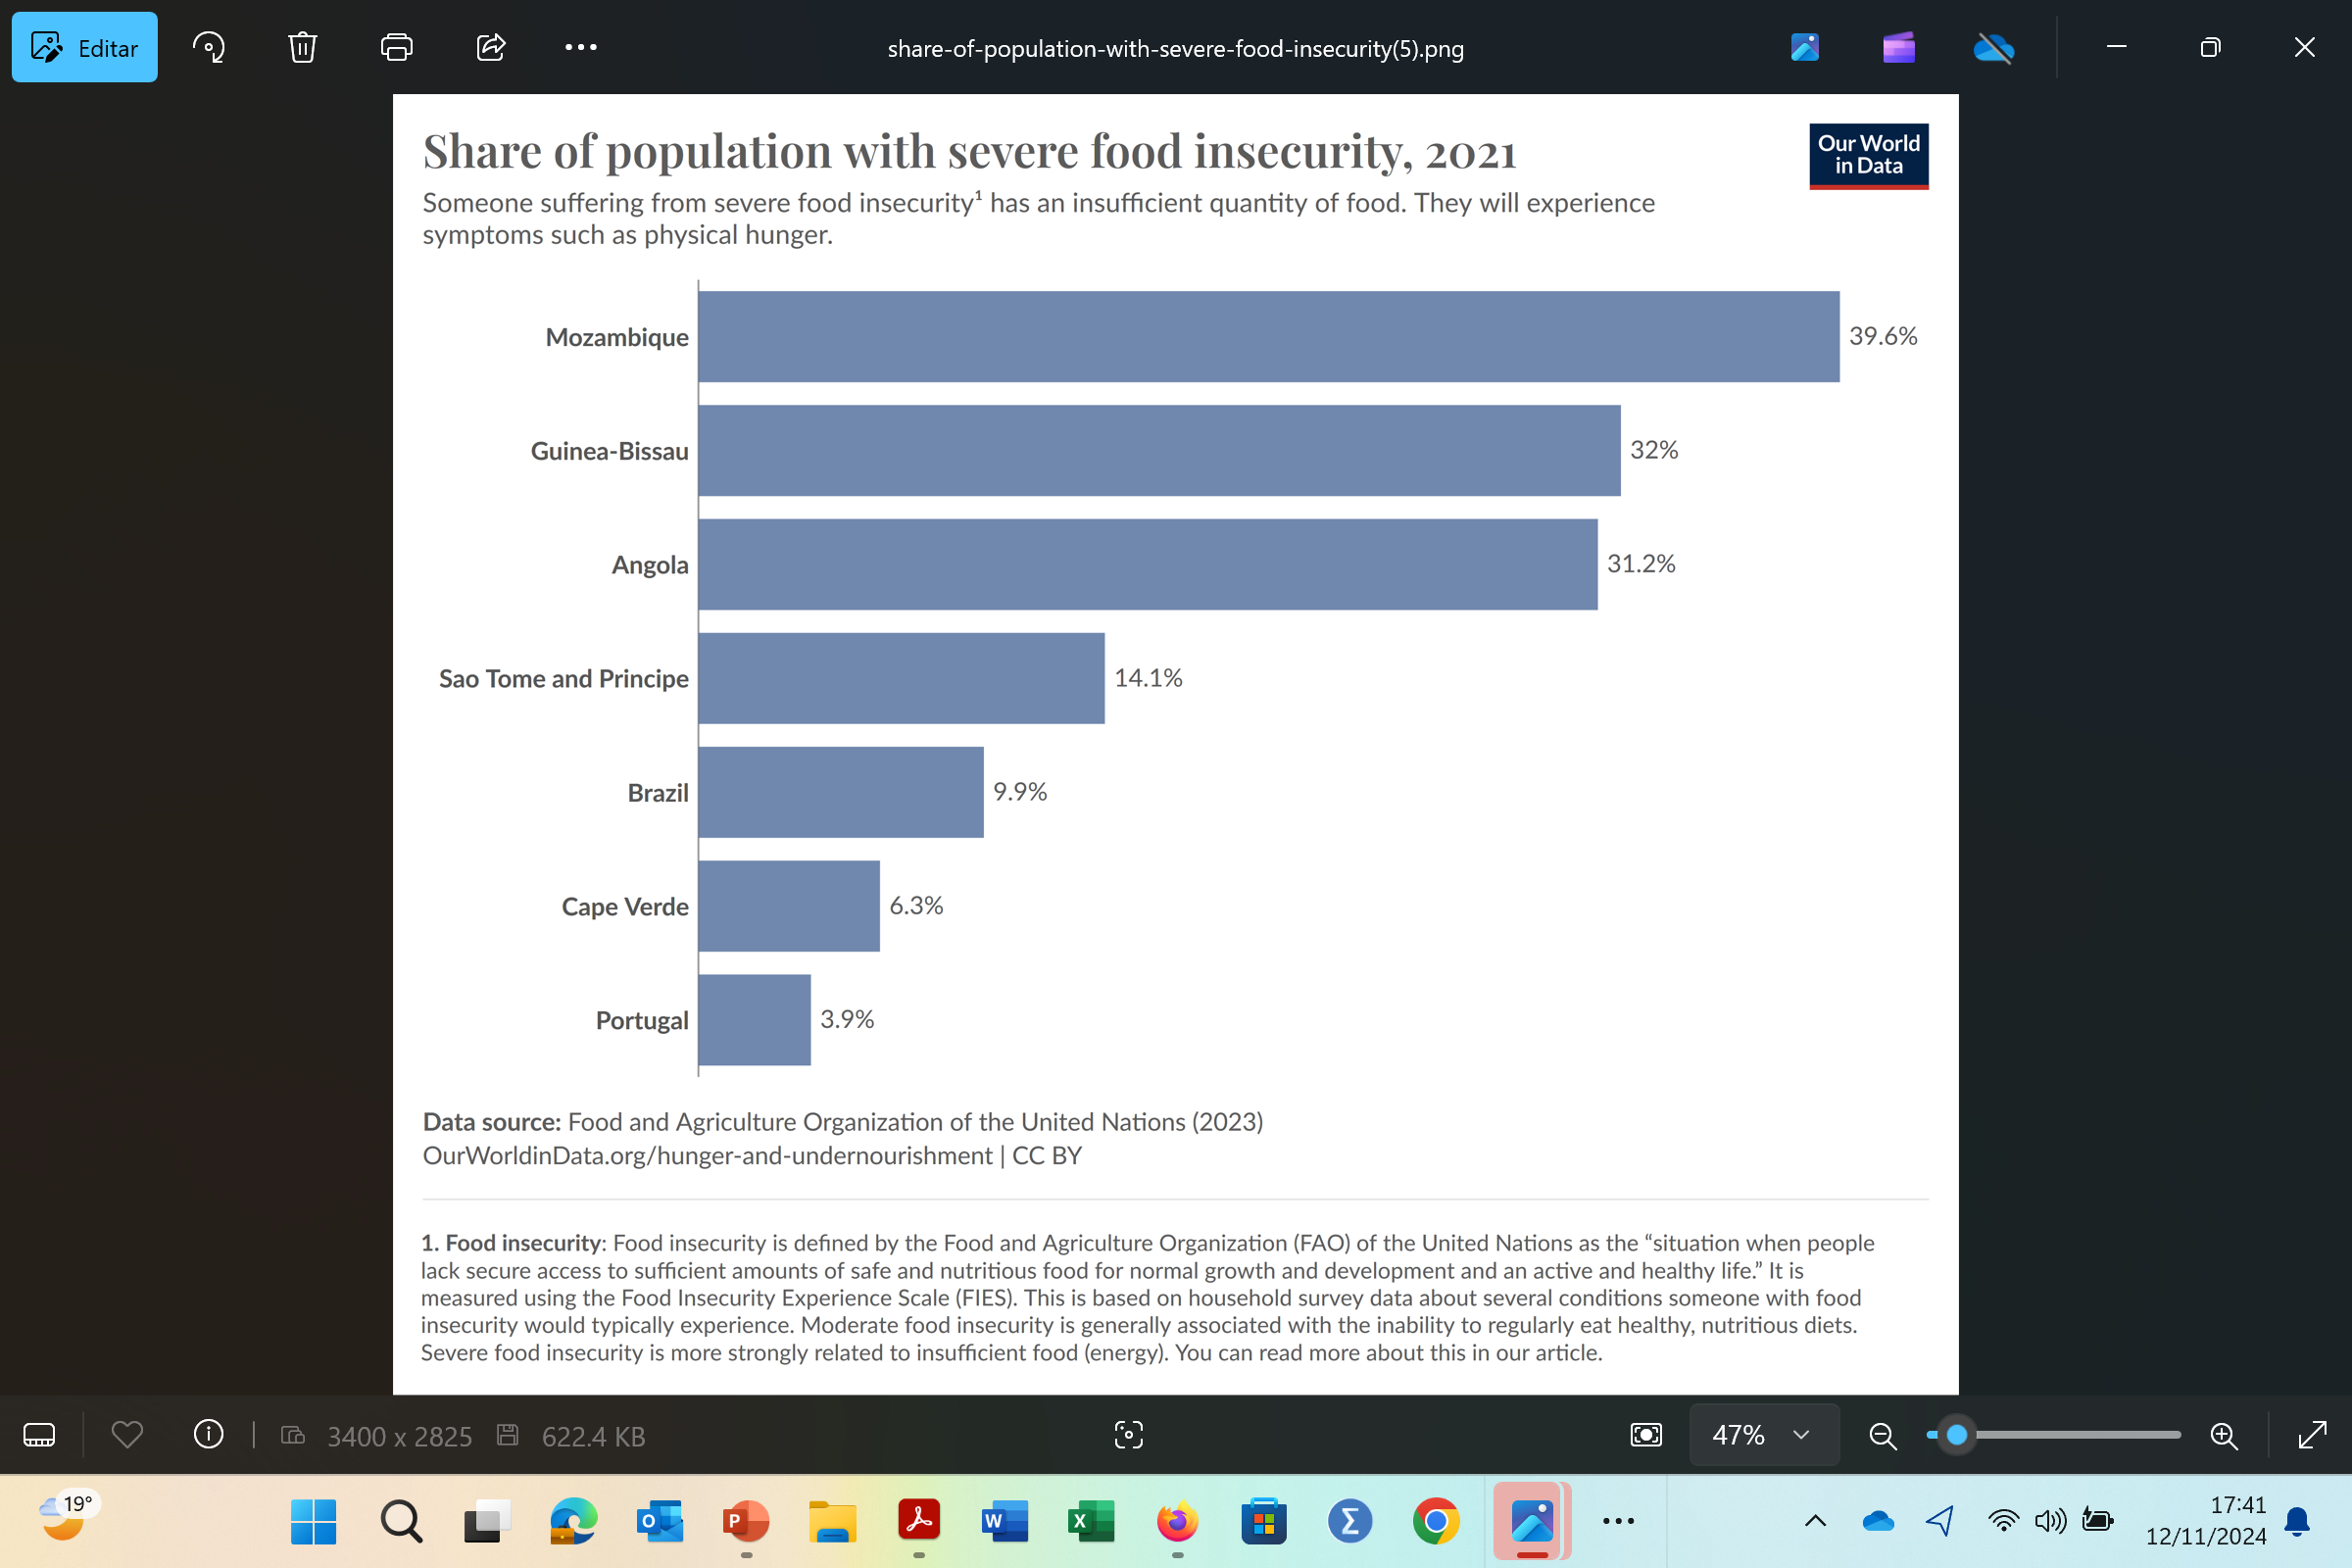 Editar
share-of-population-with-severe-food-insecurity(5).png
Share of population with severe food insecurity, 2021
Our World
in Data
Someone suffering from severe food insecurity¹ has an insufficient quantity of food. They will experience
symptoms such as physical hunger.
Mozambique 39.6%
Guinea-Bissau 32%
Angola 31.2%
Sao Tome and Principe 14.1%
Brazil 9.9%
Cape Verde 6.3%
Portugal 3.9%
Data source: Food and Agriculture Organization of the United Nations (2023)
OurWorldinData.org/hunger-and-undernourishment | CC BY
1. Food insecurity: Food insecurity is defined by the Food and Agriculture Organization (FAO) of the United Nations as the “situation when people
lack secure access to sufficient amounts of safe and nutritious food for normal growth and development and an active and healthy life.” It is
measured using the Food Insecurity Experience Scale (FIES). This is based on household survey data about several conditions someone with food
insecurity would typically experience. Moderate food insecurity is generally associated with the inability to regularly eat healthy, nutritious diets.
Severe food insecurity is more strongly related to insufficient food (energy). You can read more about this in our article.
3400 x 2825 622.4 KB 47%
19° 17:41
12/11/2024